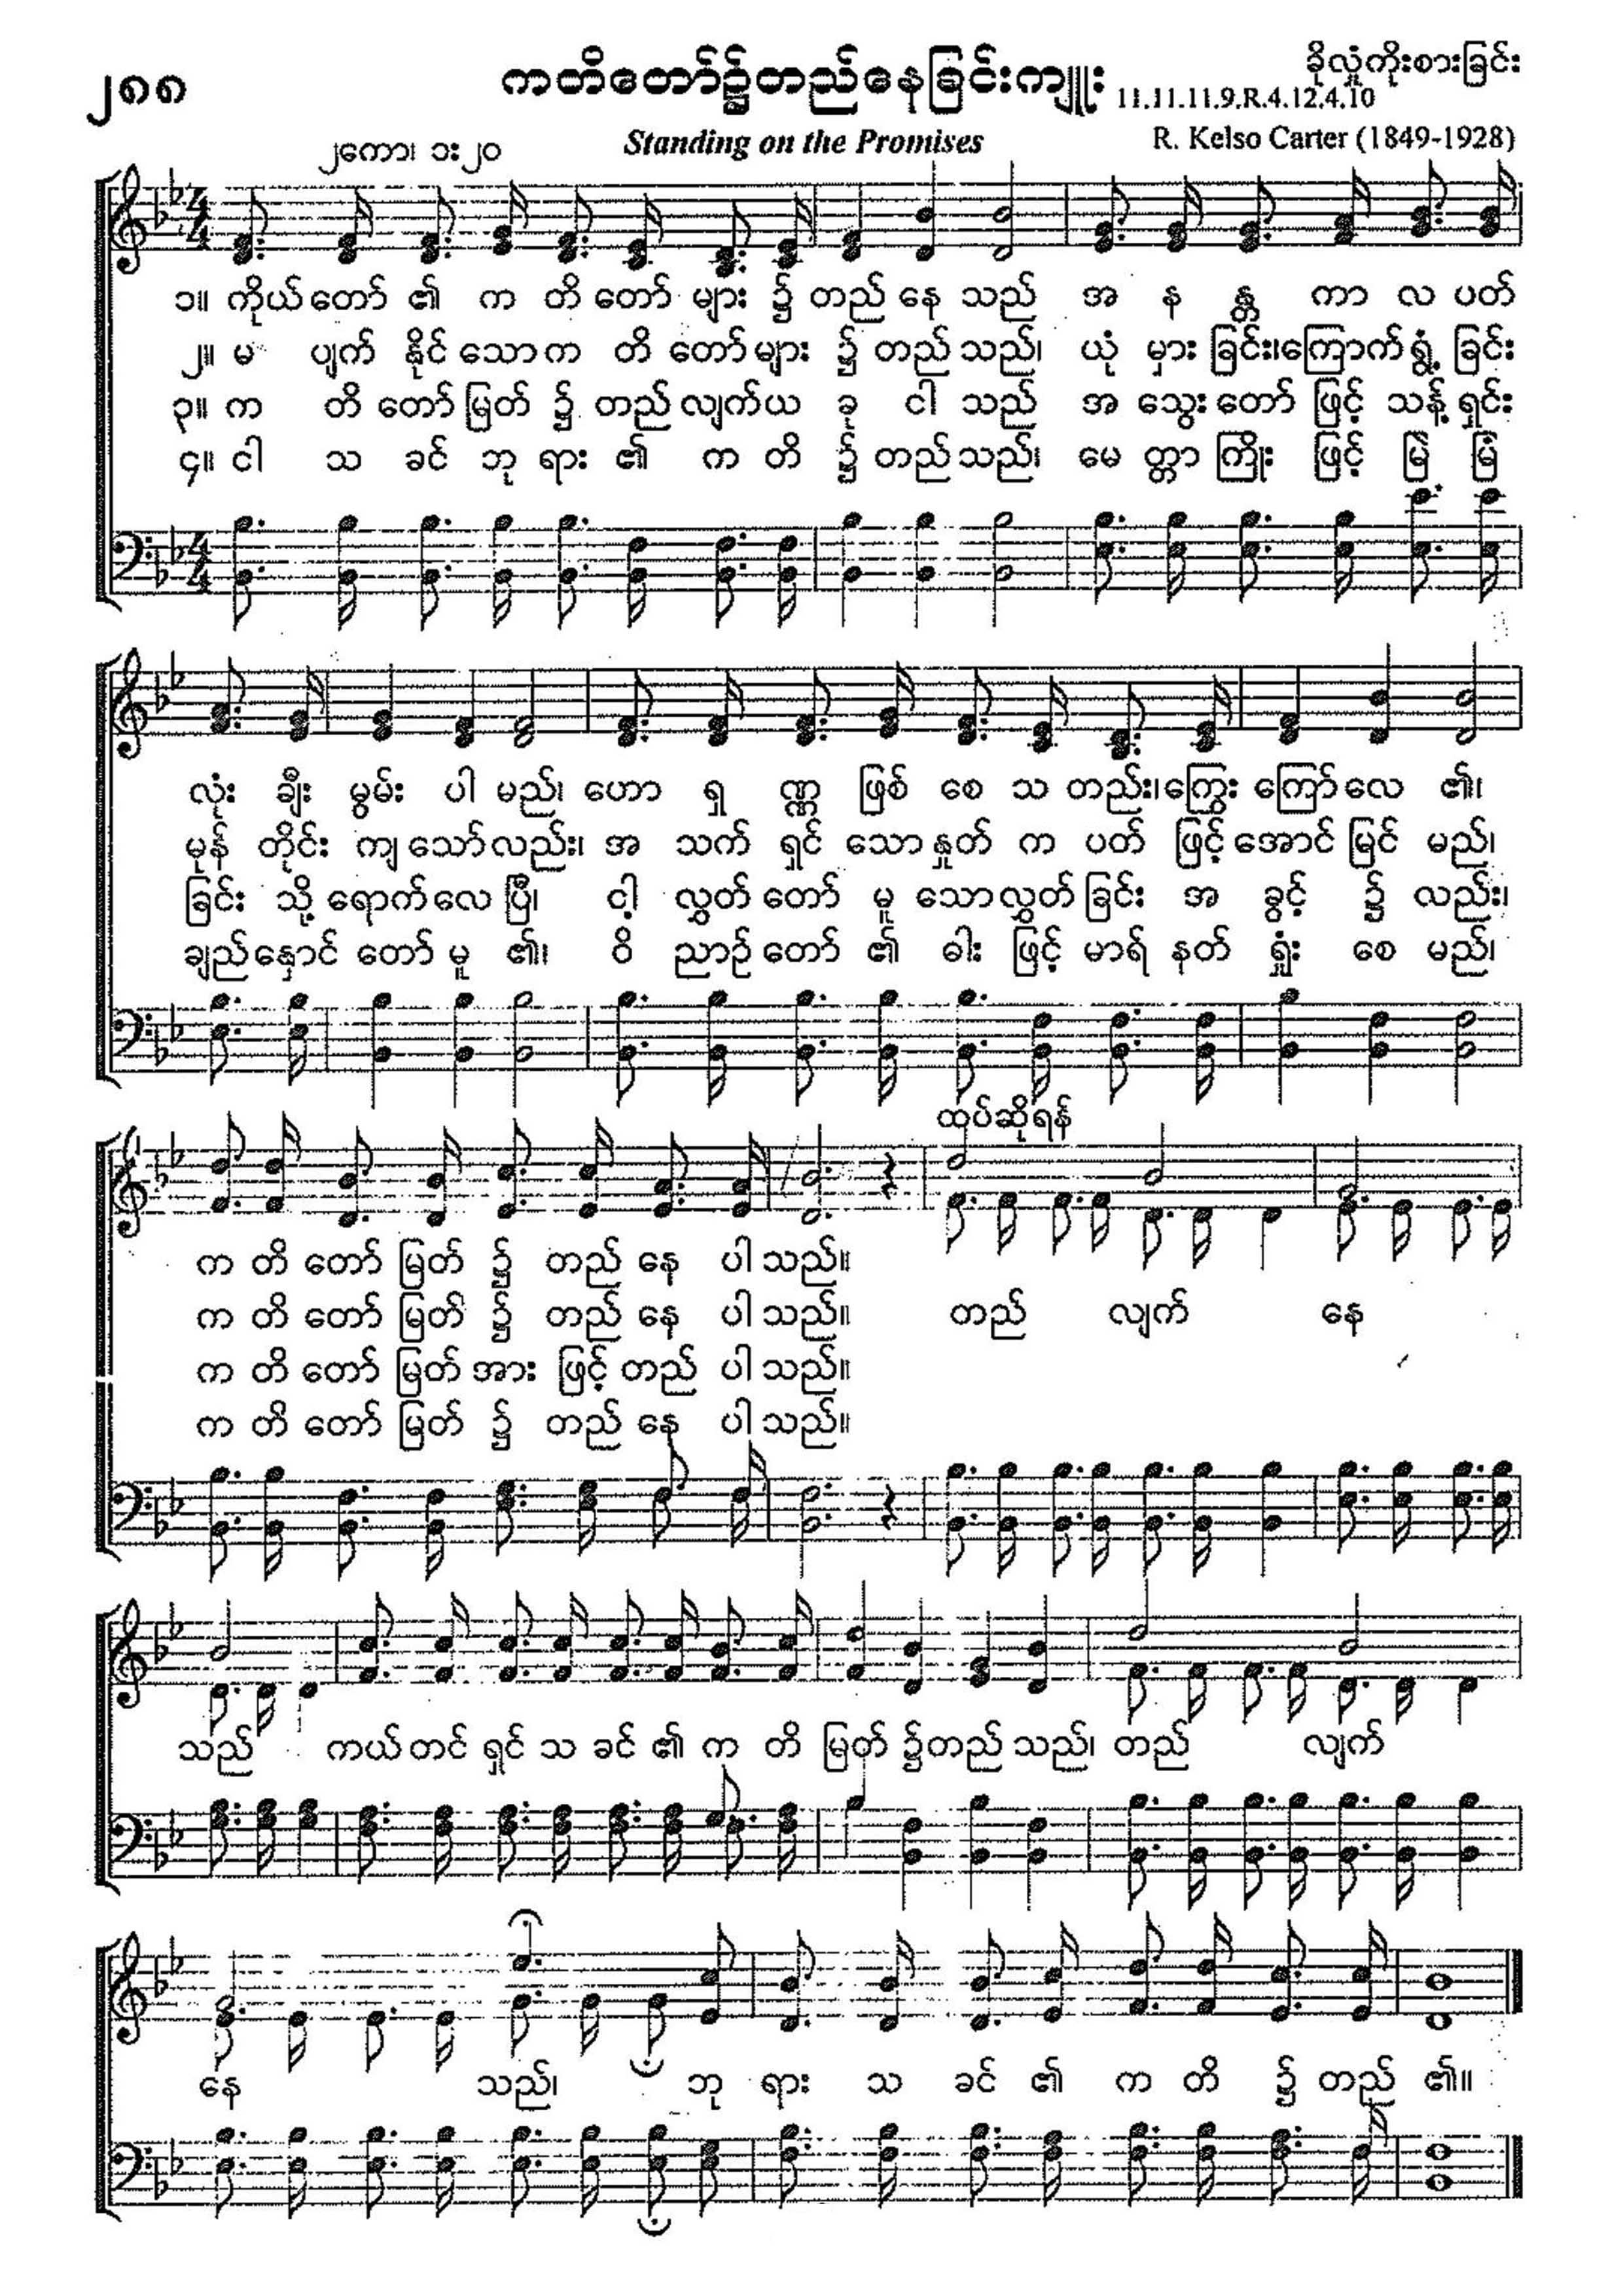 ၂၈၈
ကတိတော်၌တည်နေခြင်းကျူး
ခိုလှုံကိုးစားခြင်း
11.11.11.9.R.4.12.4.10
၂ကော၊ ၁း၂၀
Standing on the Promises
R. Kelso Carter (1849-1928)
4/4
၁။ ကိုယ် တော် ၏ က တိ တော် များ ၌ တည် နေ သည် အ န န္တ ကာ လ ပတ်
၂။ မ ပျက် နိုင် သော က တိ တော် များ ၌ တည် သည်၊ ယုံ မှား ခြင်း၊ကြောက် ရွံ့ ခြင်း
၃။ က တိ တော် မြတ် ၌ တည် လျက် ယ ခု ငါ သည် အ သွေး တော် ဖြင့် သန့် ရှင်း
၄။ ငါ သ ခင် ဘု ရား ၏ က တိ ၌ တည် သည်၊ မေ တ္တာ ကြိုး ဖြင့် မြဲ မြံ
4/4
လုံး ချီး မွမ်း ပါ မည်၊ ဟော ရှ ဏ္ဏ ဖြစ် စေ သ တည်း၊ကြွေး ကြော် လေ ၏၊
မုန် တိုင်း ကျ သော် လည်း၊ အ သက် ရှင် သော နှုတ် က ပတ် ဖြင့် အောင် မြင် မည်၊
ခြင်း သို့ ရောက် လေ ပြီ၊ ငါ့ လွှတ် တော် မူ သော လွှတ် ခြင်း အ ခွင့် ၌ လည်း၊
ချည် နှောင် တော် မူ ၏၊ ဝိ ညာဉ် တော် ၏ ဓါး ဖြင့် မာရ် နတ် ရှုံး စေ မည်၊
ထပ်ဆိုရန်
က တိ တော် မြတ် ၌ တည် နေ ပါ သည်။
က တိ တော် မြတ် ၌ တည် နေ ပါ သည်။ တည် လျက် နေ
က တိ တော် မြတ် အား ဖြင့် တည် ပါ သည်။
က တိ တော် မြတ် ၌ တည် နေ ပါ သည်။
သည် ကယ် တင် ရှင် သ ခင် ၏ က တိ မြတ် ၌ တည် သည်၊ တည် လျက်
နေ သည်၊ ဘု ရား သ ခင် ၏ က တိ ၌ တည် ၏။